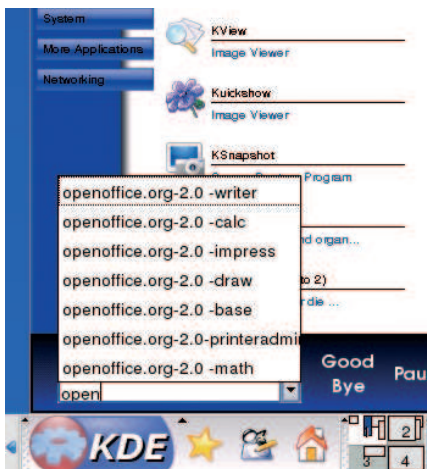 System
KView
More Applications
Image Viewer
Networking
Kuickshow
Image Viewer
KSnapshot
Program
openoffice.org-2.0 -writer
openoffice.org-2.0 -calc
openoffice.org-2.0 -impress
openoffice.org-2.0 -draw
openoffice.org-2.0 -base
openoffice.org-2.0-printeradmi
openoffice.org-2.0 -math
open
Good
Bye
Pau
KDE
2
4